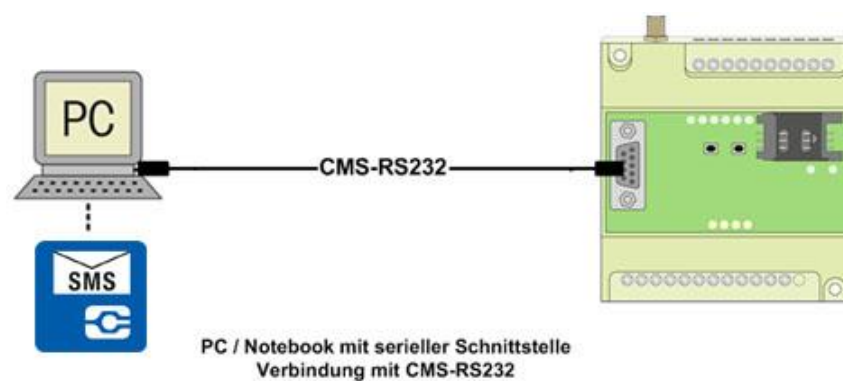 PC
CMS-RS232
SMS
PC / Notebook mit serieller Schnittstelle
Verbindung mit CMS-RS232